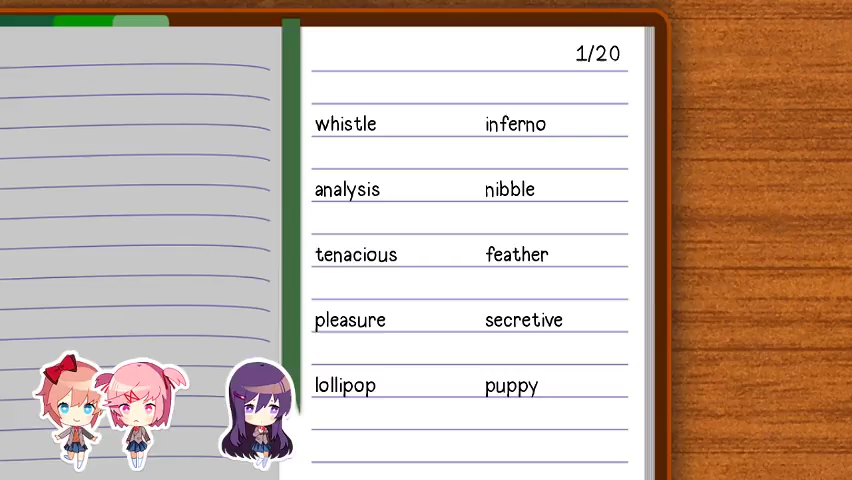 1/20
whistle inferno
analysis nibble
tenacious feather
pleasure secretive
lollipop puppy